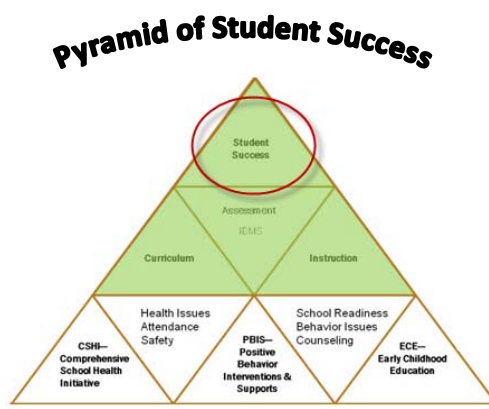 Pyramid of Student Success
Student
Success
Assessment
IDMS
Curriculum
Instruction
Health Issues
Attendance
Safety
School Readiness
Behavior Issues
Counseling
CSHI—
Comprehensive
School Health
Initiative
PBIS—
Positive
Behavior
Interventions &
Supports
ECE—
Early Childhood
Education